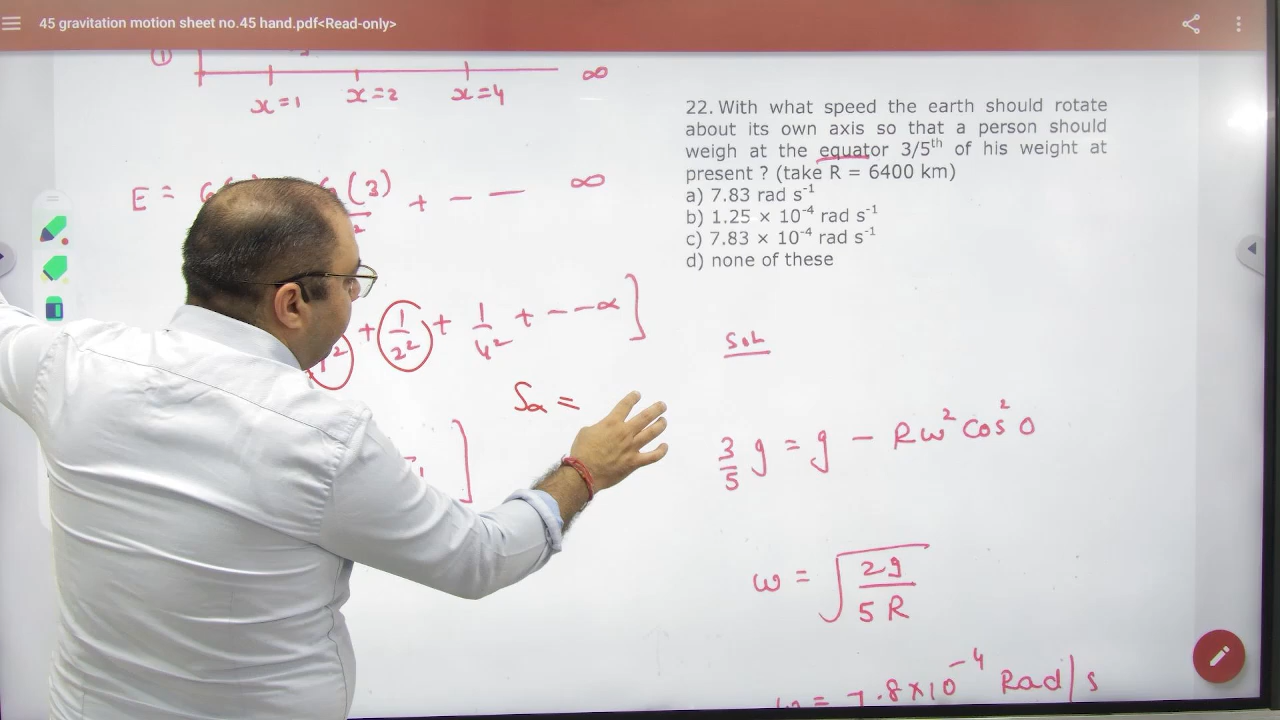 45 gravitation motion sheet no.45 hand.pdf<Read-only>
①
x=1 x=2 x=4 ∞
E = (3) + — — ∞
+ 1/2² + 1/4² + - - -α ]
Sα =
22. With what speed the earth should rotate
about its own axis so that a person should
weigh at the equator 3/5th of his weight at
present ? (take R = 6400 km)
a) 7.83 rad s⁻¹
b) 1.25 × 10⁻⁴ rad s⁻¹
c) 7.83 × 10⁻⁴ rad s⁻¹
d) none of these
Sol
3/5 g = g − Rω² Cos² 0
ω = √(2g / 5R)
ω = 7.8×10⁻⁴ Rad/s